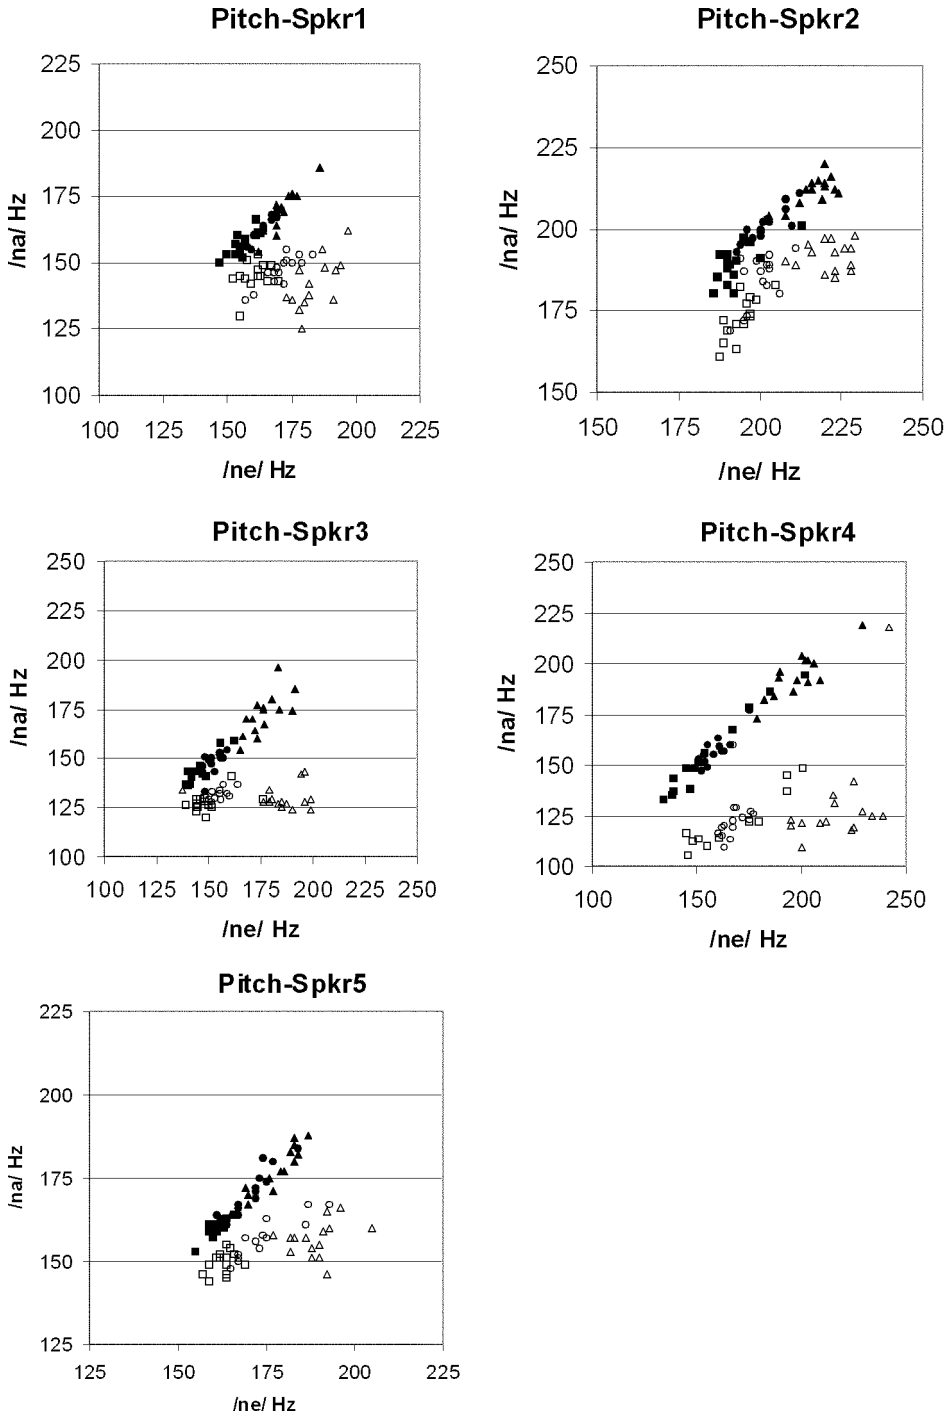 Pitch-Spkr1
225
200
175
150
125
100
/na/ Hz
100 125 150 175 200 225
/ne/ Hz
Pitch-Spkr2
250
225
200
175
150
/na/ Hz
150 175 200 225 250
/ne/ Hz
Pitch-Spkr3
250
225
200
175
150
125
100
/na/ Hz
100 125 150 175 200 225 250
/ne/ Hz
Pitch-Spkr4
250
225
200
175
150
125
100
/na/ Hz
100 150 200 250
/ne/ Hz
Pitch-Spkr5
225
200
175
150
125
/na/ Hz
125 150 175 200 225
/ne/ Hz